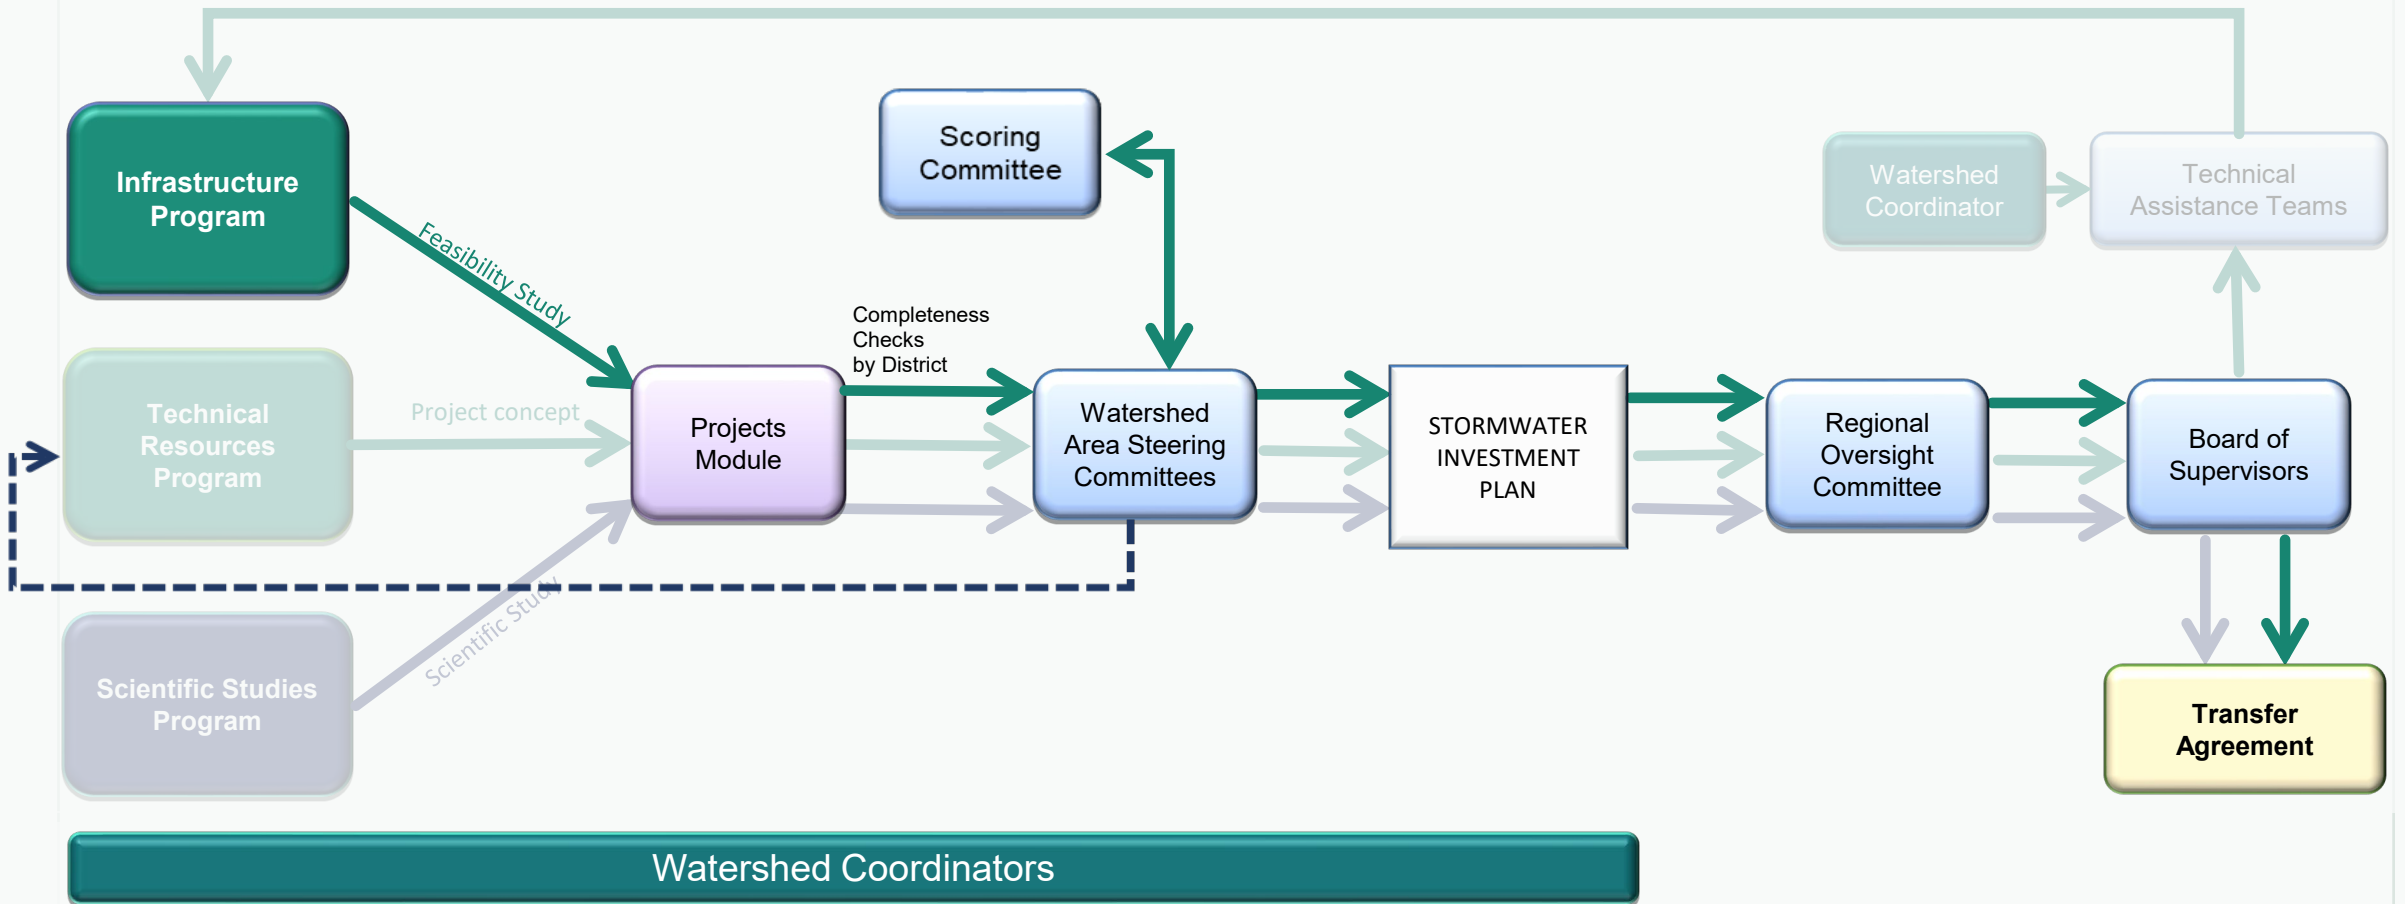 Infrastructure
Program
Feasibility Study
Scoring
Committee
Watershed
Coordinator
Technical
Assistance Teams
Completeness
Checks
by District
Technical
Resources
Program
Project concept
Projects
Module
Watershed
Area Steering
Committees
STORMWATER
INVESTMENT
PLAN
Regional
Oversight
Committee
Board of
Supervisors
Scientific Studies
Program
Scientific Study
Transfer
Agreement
Watershed Coordinators